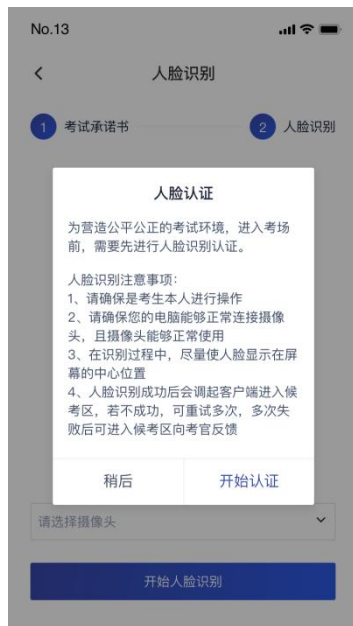 No.13
人脸识别
1 考试承诺书 2 人脸识别
人脸认证
为营造公平公正的考试环境，进入考场
前，需要先进行人脸识别认证。
人脸识别注意事项：
1、请确保是考生本人进行操作
2、请确保您的电脑能够正常连接摄像
头，且摄像头能够正常使用
3、在识别过程中，尽量使人脸显示在屏
幕的中心位置
4、人脸识别成功后会调起客户端进入候
考区，若不成功，可重试多次，多次失
败后可进入候考区向考官反馈
稍后 开始认证
请选择摄像头
开始人脸识别